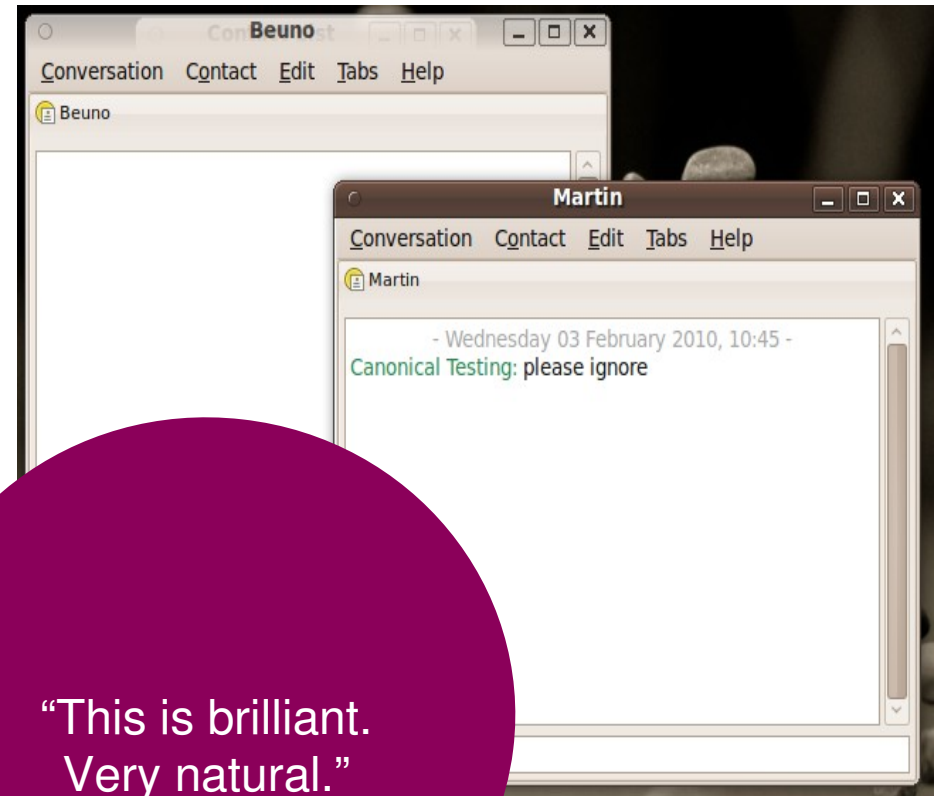 Beuno
Conversation Contact Edit Tabs Help
Beuno
Martin
Conversation Contact Edit Tabs Help
Martin
- Wednesday 03 February 2010, 10:45 -
Canonical Testing: please ignore
“This is brilliant.
Very natural.”